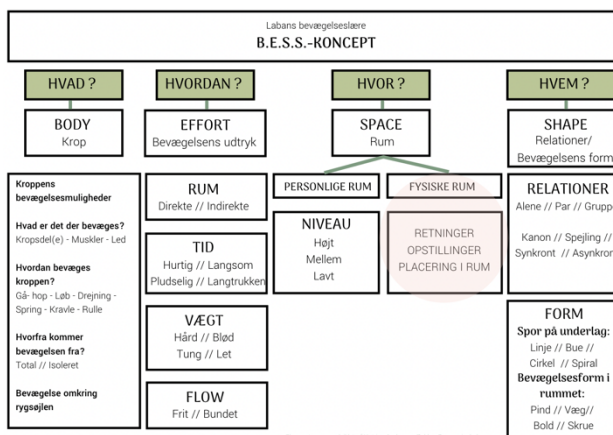 Labans bevægelseslære
B.E.S.S.-KONCEPT
HVAD ?
HVORDAN ?
HVOR ?
HVEM ?
BODY
Krop
EFFORT
Bevægelsens udtryk
SPACE
Rum
SHAPE
Relationer/
Bevægelsens form
Kroppens
bevægelsesmuligheder
Hvad er det der bevæges?
Kropsdel(e) - Muskler - Led
Hvordan bevæges
kroppen?
Gå- hop - Løb - Drejning -
Spring - Kravle - Rulle
Hvorfra kommer
bevægelsen fra?
Total // Isoleret
Bevægelse omkring
rygsøjlen
RUM
Direkte // Indirekte
TID
Hurtig // Langsom
Pludselig // Langtrukken
VÆGT
Hård // Blød
Tung // Let
FLOW
Frit // Bundet
PERSONLIGE RUM
NIVEAU
Højt
Mellem
Lavt
FYSISKE RUM
RETNINGER
OPSTILLINGER
PLACERING I RUM
RELATIONER
Alene // Par // Gruppe
Kanon // Spejling //
Synkront // Asynkron
FORM
Spor på underlag:
Linje // Bue //
Cirkel // Spiral
Bevægelsesform i
rummet:
Pind // Væg//
Bold // Skrue